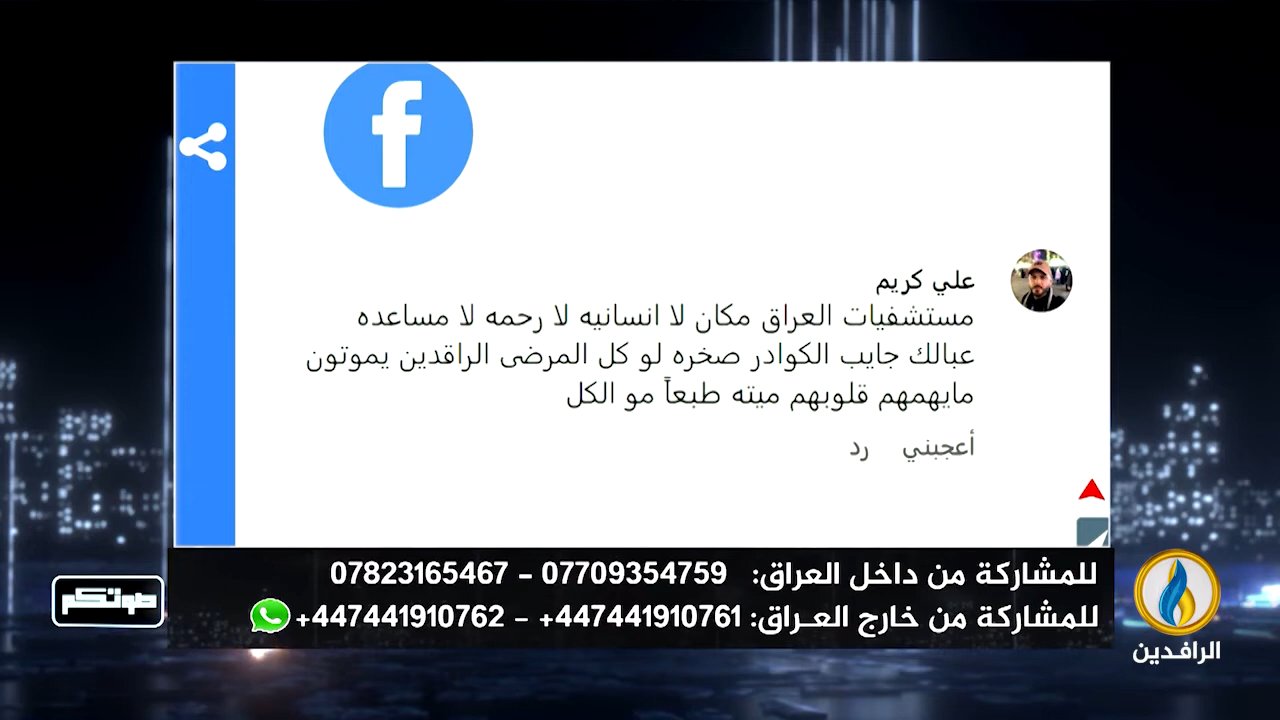 f
علي كريم
مستشفيات العراق مكان لا انسانيه لا رحمه لا مساعده
عبالك جايب الكوادر صخره لو كل المرضى الراقدين يموتون
مايهمهم قلوبهم ميته طبعاً مو الكل
أعجبني رد
للمشاركة من داخل العراق: 07709354759 - 07823165467
للمشاركة من خارج العـراق: 447441910761+ - 447441910762+
صوتكم
الرافدين